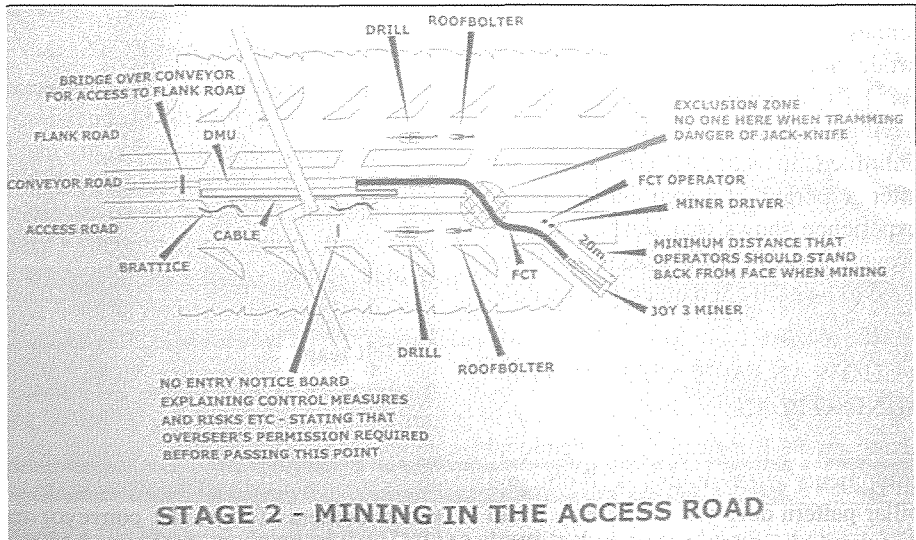 DRILL
ROOFBOLTER
BRIDGE OVER CONVEYOR
FOR ACCESS TO FLANK ROAD
EXCLUSION ZONE
NO ONE HERE WHEN TRAMMING
DANGER OF JACK-KNIFE
FLANK ROAD
DMU
CONVEYOR ROAD
FCT OPERATOR
MINER DRIVER
ACCESS ROAD
CABLE
20m
MINIMUM DISTANCE THAT
OPERATORS SHOULD STAND
BACK FROM FACE WHEN MINING
BRATTICE
FCT
JOY 3 MINER
DRILL
ROOFBOLTER
NO ENTRY NOTICE BOARD
EXPLAINING CONTROL MEASURES
AND RISKS ETC - STATING THAT
OVERSEER'S PERMISSION REQUIRED
BEFORE PASSING THIS POINT
STAGE 2 - MINING IN THE ACCESS ROAD